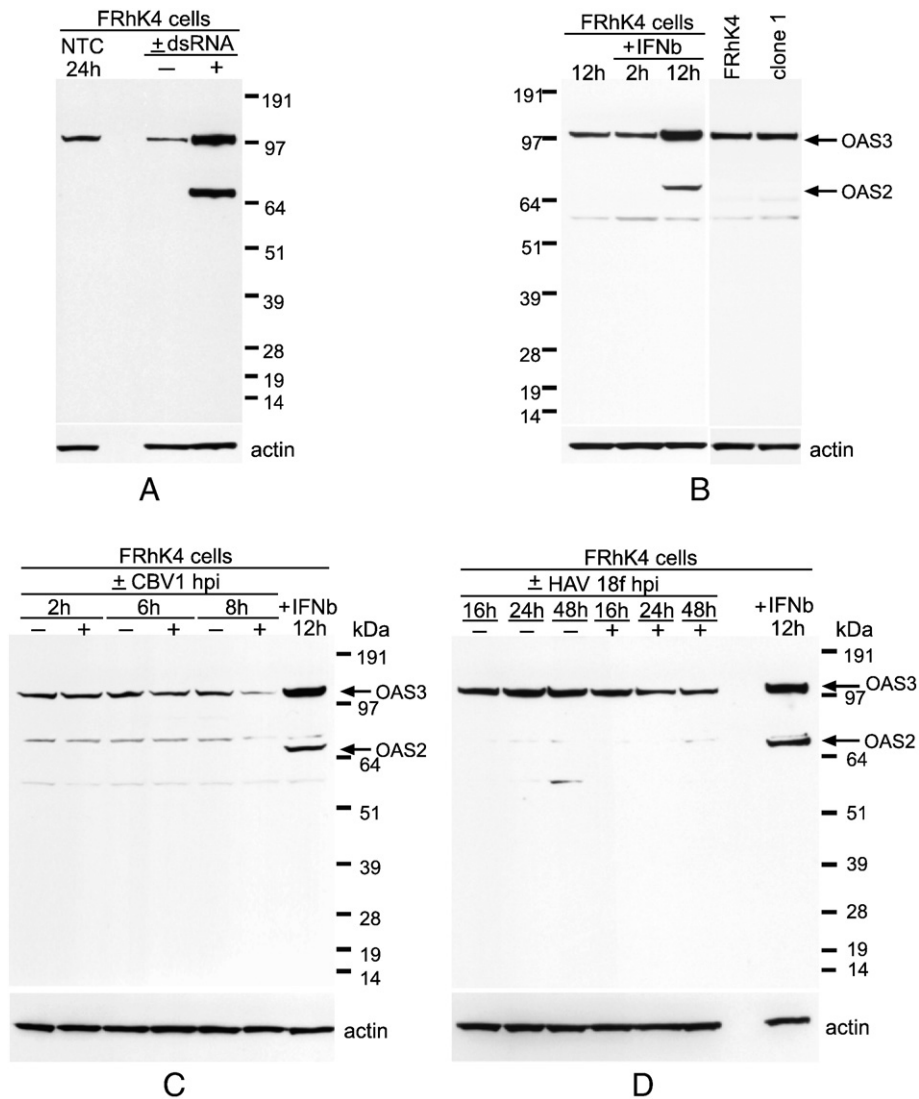 FRhK4 cells
NTC ±dsRNA
24h – +
191
97
64
51
39
28
19
14
actin
A
FRhK4 cells
+IFNb
12h 2h 12h FRhK4 clone 1
191
97
64
51
39
28
19
14
OAS3
OAS2
actin
B
FRhK4 cells
± CBV1 hpi
2h 6h 8h +IFNb
– + – + – + 12h kDa
191
OAS3
97
OAS2
64
51
39
28
19
14
actin
C
FRhK4 cells
± HAV 18f hpi
16h 24h 48h 16h 24h 48h +IFNb
– – – + + + 12h kDa
191
OAS3
97
OAS2
64
51
39
28
19
14
actin
D